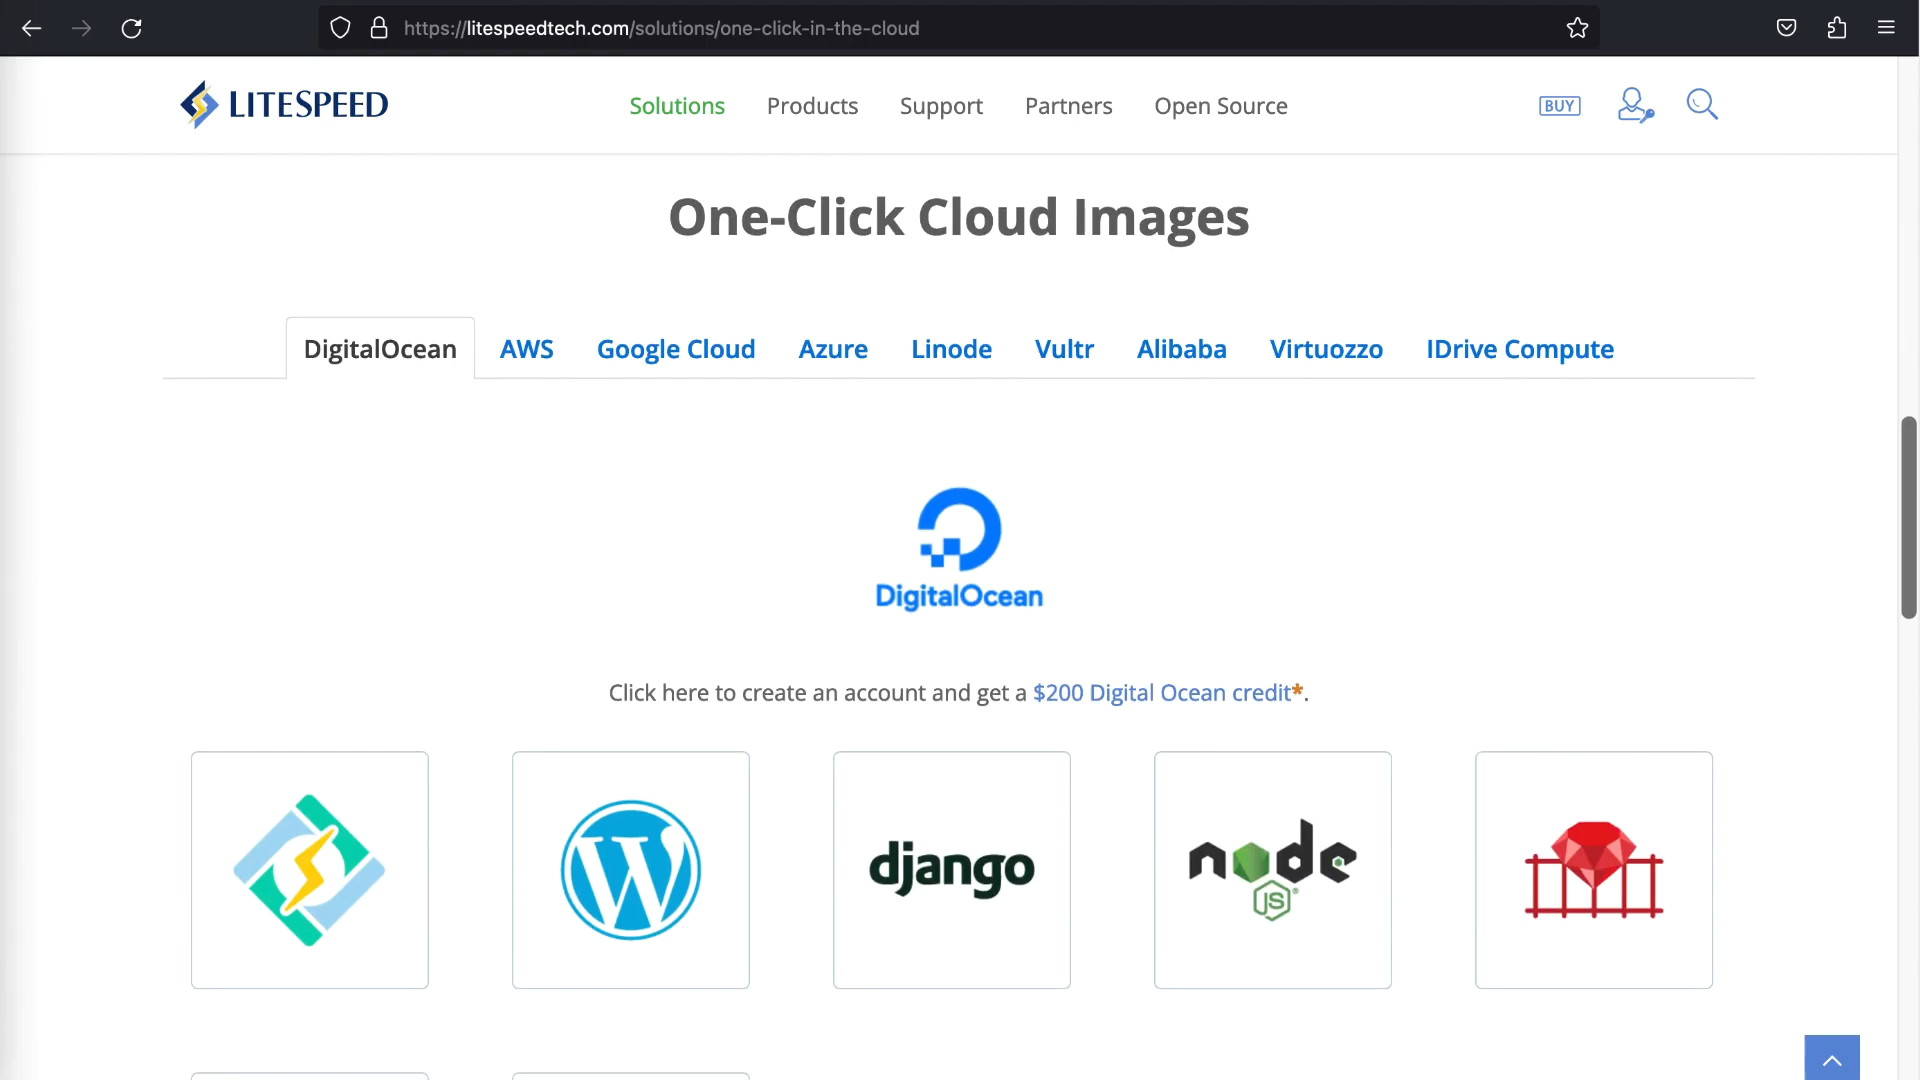 https://litespeedtech.com/solutions/one-click-in-the-cloud
LITESPEED
Solutions Products Support Partners Open Source
BUY
One-Click Cloud Images
DigitalOcean AWS Google Cloud Azure Linode Vultr Alibaba Virtuozzo IDrive Compute
DigitalOcean
Click here to create an account and get a $200 Digital Ocean credit*.
W
django
node
JS